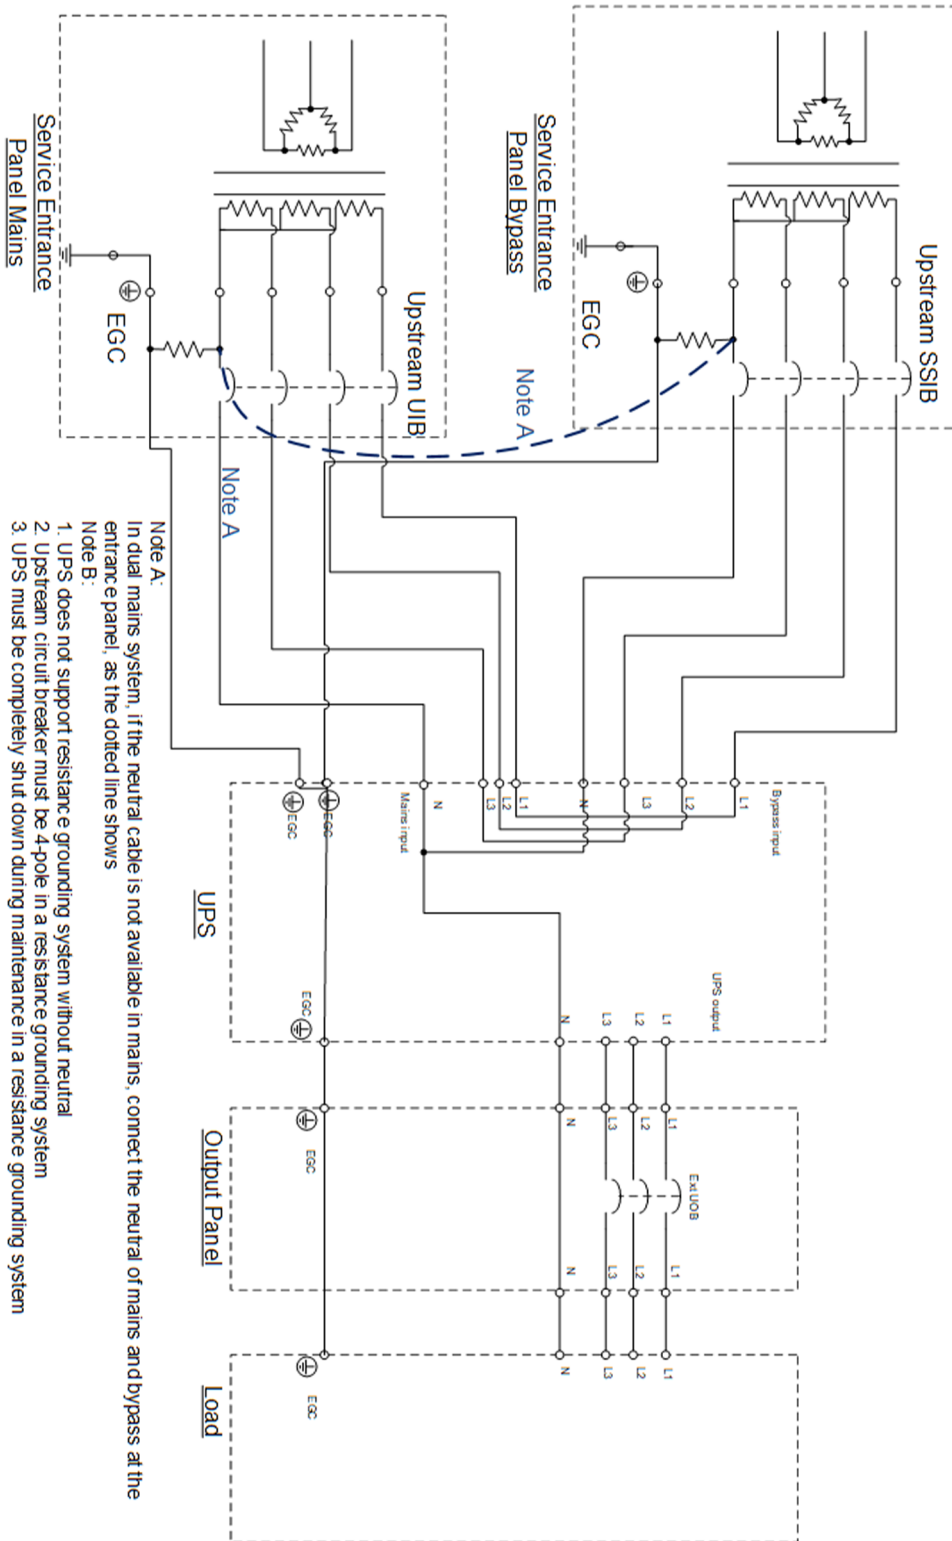 Upstream SSIB
EGC
Service Entrance
Panel Bypass
Note A
Upstream UIB
EGC
Service Entrance
Panel Mains
Note A
Bypass input
L1
L2
L3
N
L1
L2
L3
N
Mains input
EGC
EGC
UPS
UPS output
L1
L2
L3
N
EGC
L1
L2
L3
N
EGC
Ext UOB
L1
L2
L3
N
Output Panel
L1
L2
L3
N
EGC
Load
Note A:
In dual mains system, if the neutral cable is not available in mains, connect the neutral of mains and bypass at the
entrance panel, as the dotted line shows
Note B:
1. UPS does not support resistance grounding system without neutral
2. Upstream circuit breaker must be 4-pole in a resistance grounding system
3. UPS must be completely shut down during maintenance in a resistance grounding system